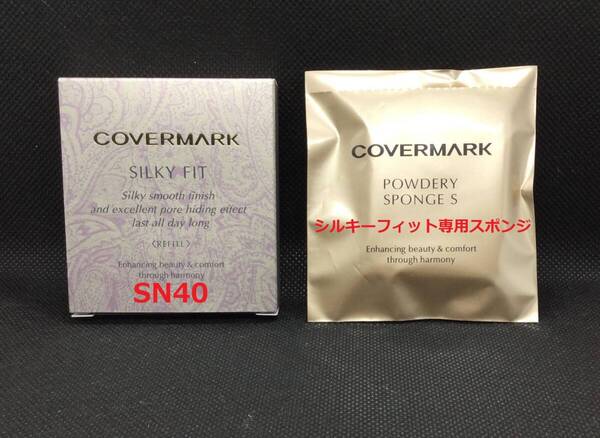 COVERMARK
SILKY FIT
Silky smooth finish
and excellent pore hiding effect
last all day long
〈REFILL〉
Enhancing beauty & comfort
through harmony
SN40
COVERMARK
POWDERY
SPONGE S
シルキーフィット専用スポンジ
Enhancing beauty & comfort
through harmony